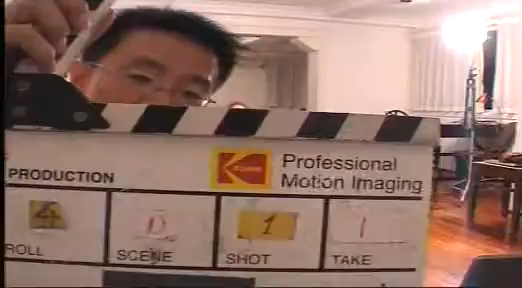 Kodak
Professional
Motion Imaging
PRODUCTION
4 D 1 1
ROLL SCENE SHOT TAKE